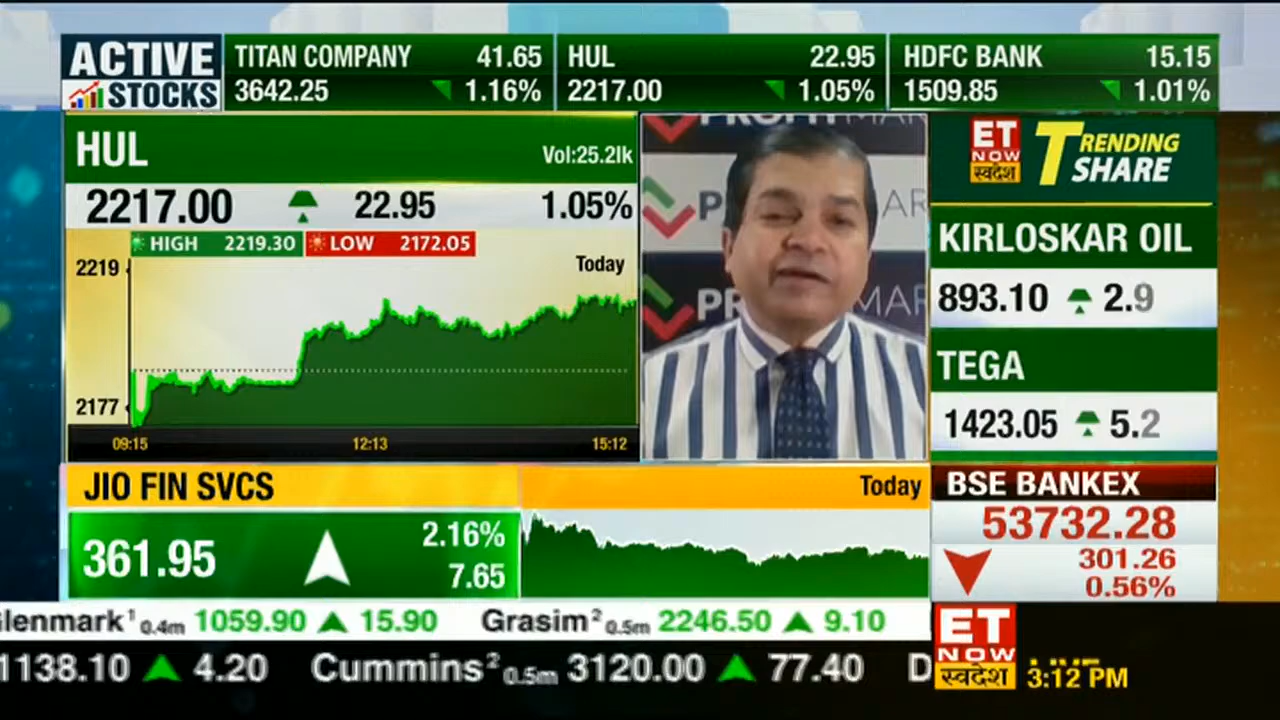 ACTIVE
STOCKS
TITAN COMPANY 41.65
3642.25 1.16%
HUL 22.95
2217.00 1.05%
HDFC BANK 15.15
1509.85 1.01%
HUL
Vol:25.2lk
2217.00 22.95 1.05%
HIGH 2219.30 LOW 2172.05
2219
Today
2177
09:15 12:13 15:12
PR
ET
NOW
स्वदेश
TRENDING
SHARE
KIRLOSKAR OIL
893.10 2.9
TEGA
1423.05 5.2
JIO FIN SVCS
Today
361.95
2.16%
7.65
BSE BANKEX
53732.28
301.26
0.56%
lenmark¹ 0.4m 1059.90 15.90 Grasim² 0.5m 2246.50 9.10
1138.10 4.20 Cummins² 0.5m 3120.00 77.40 D
ET
NOW
स्वदेश
3:12 PM